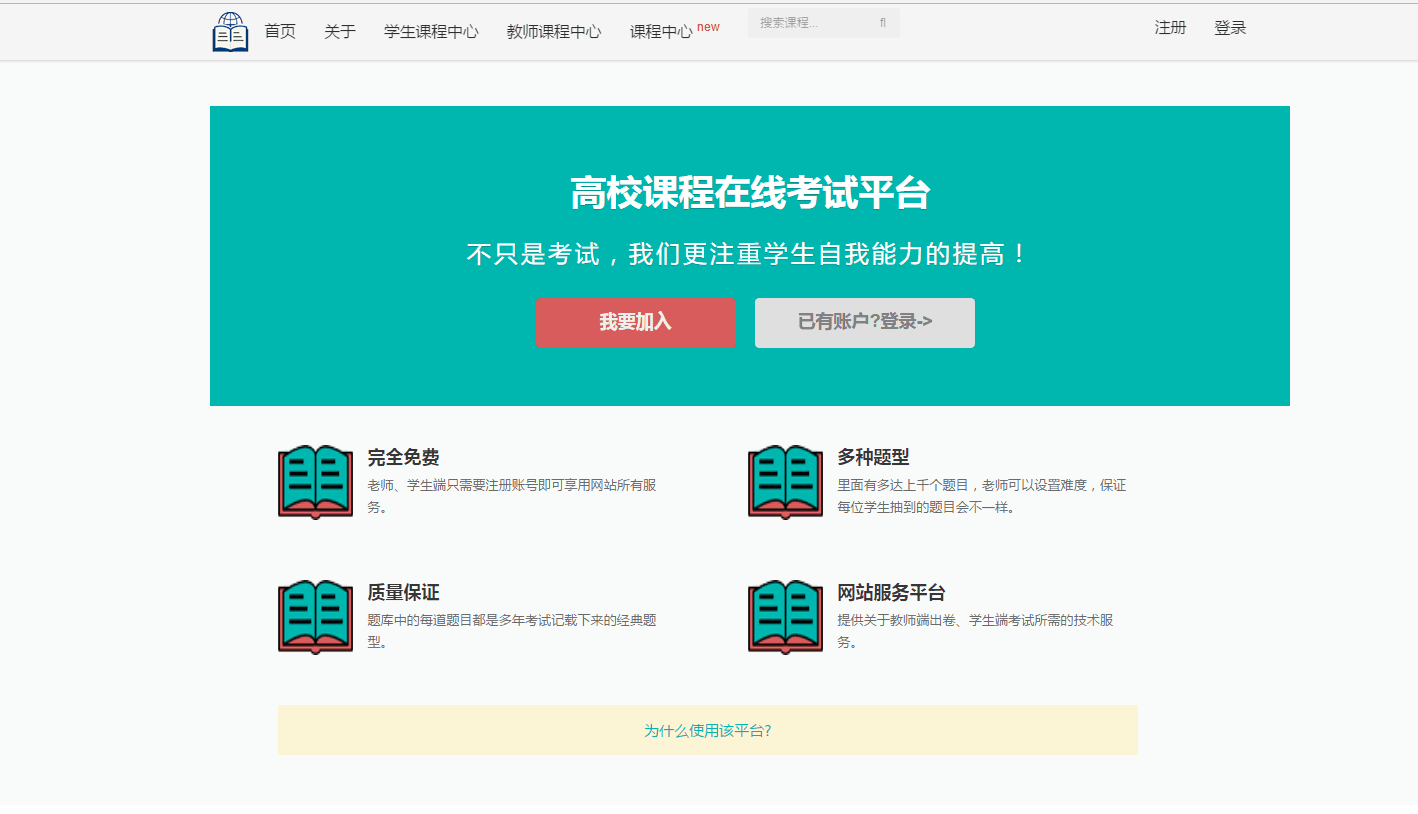 首页 关于 学生课程中心 教师课程中心 课程中心 new 搜索课程... fl 注册 登录
高校课程在线考试平台
不只是考试，我们更注重学生自我能力的提高！
我要加入 已有账户?登录->
完全免费
老师、学生端只需要注册账号即可享用网站所有服
务。
多种题型
里面有多达上千个题目，老师可以设置难度，保证
每位学生抽到的题目会不一样。
质量保证
题库中的每道题目都是多年考试记载下来的经典题
型。
网站服务平台
提供关于教师端出卷、学生端考试所需的技术服
务。
为什么使用该平台?